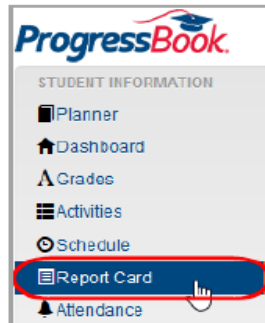 ProgressBook
STUDENT INFORMATION
Planner
Dashboard
Grades
Activities
Schedule
Report Card
Attendance